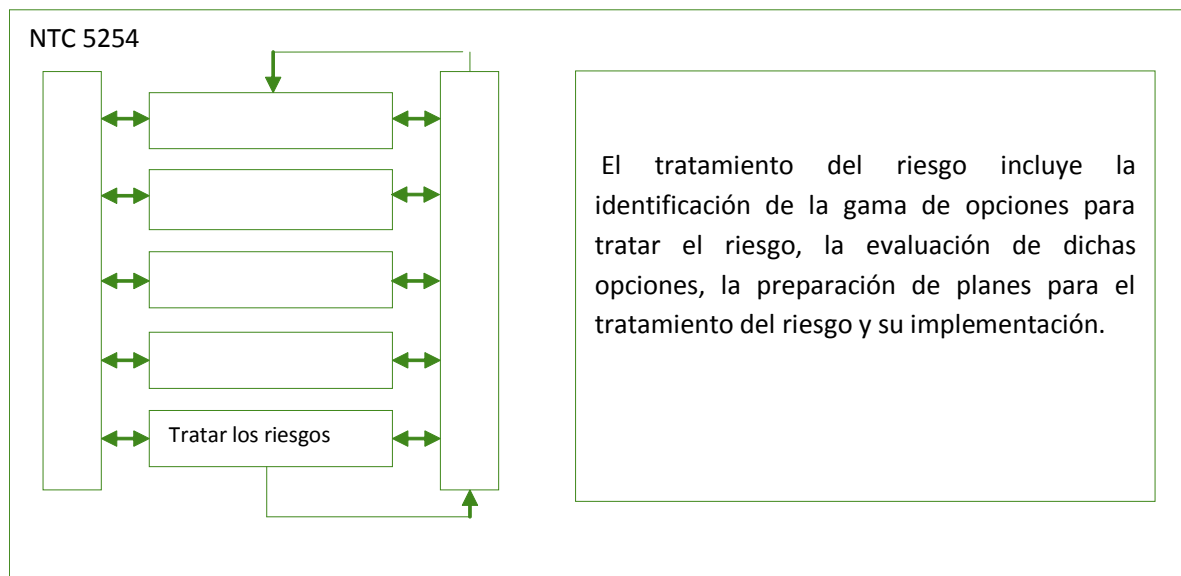 NTC 5254
Tratar los riesgos
El tratamiento del riesgo incluye la
identificación de la gama de opciones para
tratar el riesgo, la evaluación de dichas
opciones, la preparación de planes para el
tratamiento del riesgo y su implementación.